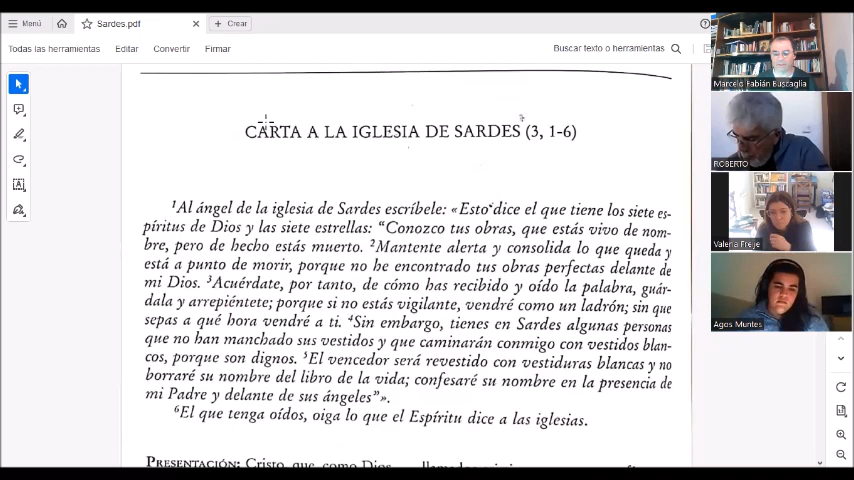 Menú
Sardes.pdf
Crear
Todas las herramientas
Editar
Convertir
Firmar
Buscar texto o herramientas
CARTA A LA IGLESIA DE SARDES (3, 1-6)
1Al ángel de la iglesia de Sardes escríbele: «Esto dice el que tiene los siete es-
píritus de Dios y las siete estrellas: “Conozco tus obras, que estás vivo de nom-
bre, pero de hecho estás muerto. 2Mantente alerta y consolida lo que queda y
está a punto de morir, porque no he encontrado tus obras perfectas delante de
mi Dios. 3Acuérdate, por tanto, de cómo has recibido y oído la palabra, guár-
dala y arrepiéntete; porque si no estás vigilante, vendré como un ladrón; sin que
sepas a qué hora vendré a ti. 4Sin embargo, tienes en Sardes algunas personas
que no han manchado sus vestidos y que caminarán conmigo con vestidos blan-
cos, porque son dignos. 5El vencedor será revestido con vestiduras blancas y no
borraré su nombre del libro de la vida; confesaré su nombre en la presencia de
mi Padre y delante de sus ángeles”».
6El que tenga oídos, oiga lo que el Espíritu dice a las iglesias.
PRESENTACIÓN: Cristo, que, como Dios
Marcelo Fabián Bustaglia
ROBERTO
Valeria Freije
Agos Muntes